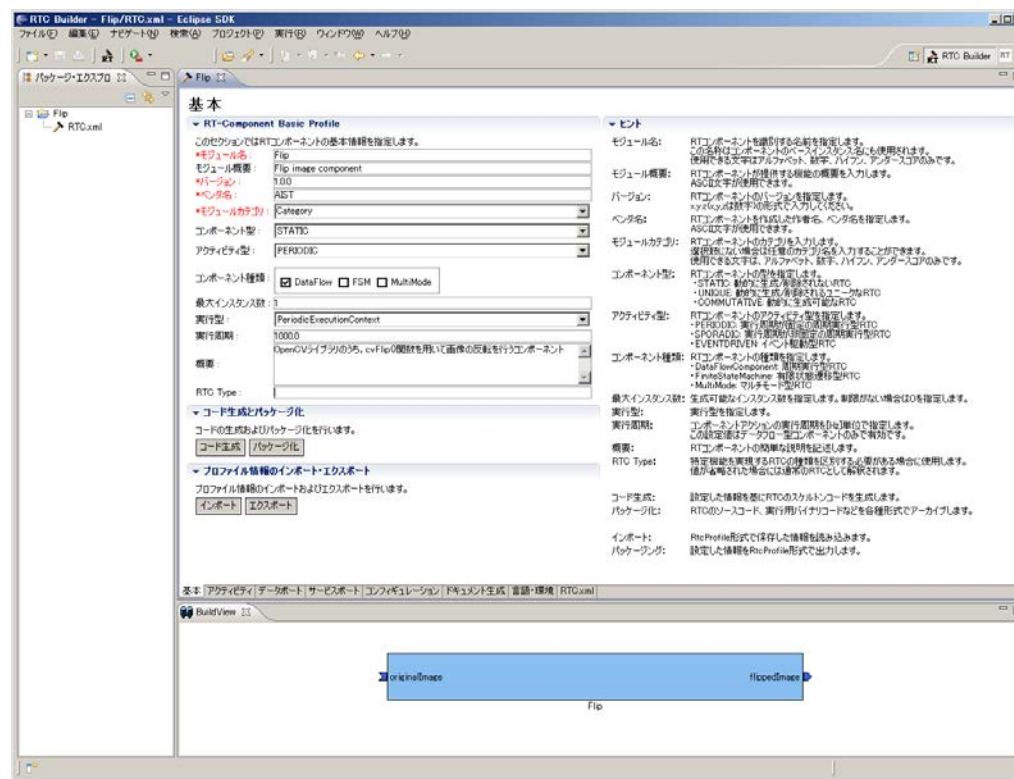 RTC Builder - Flip/RTC.xml - Eclipse SDK
ファイル(F) 編集(E) ナビゲート(N) 検索(A) プロジェクト(P) 実行(R) ウィンドウ(W) ヘルプ(H)
RTC Builder
パッケージ・エクスプロ
Flip
RTC.xml
Flip
基本
RT-Component Basic Profile
このセクションではRTコンポーネントの基本情報を指定します。
*モジュール名: Flip
モジュール概要: Flip image component
*バージョン: 1.0.0
*ベンダ名: AIST
*モジュールカテゴリ: Category
コンポーネント型: STATIC
アクティビティ型: PERIODIC
コンポーネント種類: DataFlow FSM MultiMode
最大インスタンス数: 1
実行型: PeriodicExecutionContext
実行周期: 1000.0
概要: OpenCVライブラリのうち、cvFlip()関数を用いて画像の反転を行うコンポーネント
RTC Type:
コード生成とパッケージ化
コードの生成およびパッケージ化を行います。
コード生成 パッケージ化
プロファイル情報のインポート・エクスポート
プロファイル情報のインポートおよびエクスポートを行います。
インポート エクスポート
ヒント
モジュール名: RTコンポーネントを識別する名前を指定します。
この名称はコンポーネントのベースインスタンス名にも使用されます。
使用できる文字はアルファベット、数字、ハイフン、アンダースコアのみです。
モジュール概要: RTコンポーネントが提供する機能の概要を入力します。
ASCII文字が使用できます。
バージョン: RTコンポーネントのバージョンを指定します。
x.y.z(x,y,zは数字)の形式で入力してください。
ベンダ名: RTコンポーネントを作成した作者名、ベンダ名を指定します。
ASCII文字が使用できます。
モジュールカテゴリ: RTコンポーネントのカテゴリを入力します。
選択肢にない場合は任意のカテゴリ名を入力することができます。
使用できる文字は、アルファベット、数字、ハイフン、アンダースコアのみです。
コンポーネント型: RTコンポーネントの型を指定します。
・STATIC: 動的に生成/削除されないRTC
・UNIQUE: 動的に生成/削除されるユニークなRTC
・COMMUTATIVE: 動的に生成可能なRTC
アクティビティ型: RTコンポーネントのアクティビティ型を指定します。
・PERIODIC: 実行周期が固定の周期実行型RTC
・SPORADIC: 実行周期が非固定の周期実行型RTC
・EVENTDRIVEN: イベント駆動型RTC
コンポーネント種類: RTコンポーネントの種類を指定します。
・DataFlowComponent: 周期実行型RTC
・FiniteStateMachine: 有限状態遷移型RTC
・MultiMode: マルチモード型RTC
最大インスタンス数: 生成可能なインスタンス数を指定します。制限がない場合は0を指定します。
実行型: 実行型を指定します。
実行周期: コンポーネントアクションの実行周期を[Hz]単位で指定します。
この設定値はデータフロー型コンポーネントのみで有効です。
概要: RTコンポーネントの簡単な説明を記述します。
RTC Type: 特定機能を実現するRTCの種類を区別する必要がある場合に使用します。
値が省略された場合には通常のRTCとして解釈されます。
コード生成: 設定した情報を基にRTCのスケルトンコードを生成します。
パッケージ化: RTCのソースコード、実行用バイナリコードなどを各種形式でアーカイブします。
インポート: RtcProfile形式で保存した情報を読み込みます。
パッケージング: 設定した情報をRtcProfile形式で出力します。
基本 アクティビティ データポート サービスポート コンフィギュレーション ドキュメント生成 言語・環境 RTC.xml
BuildView
originalImage
flippedImage
Flip